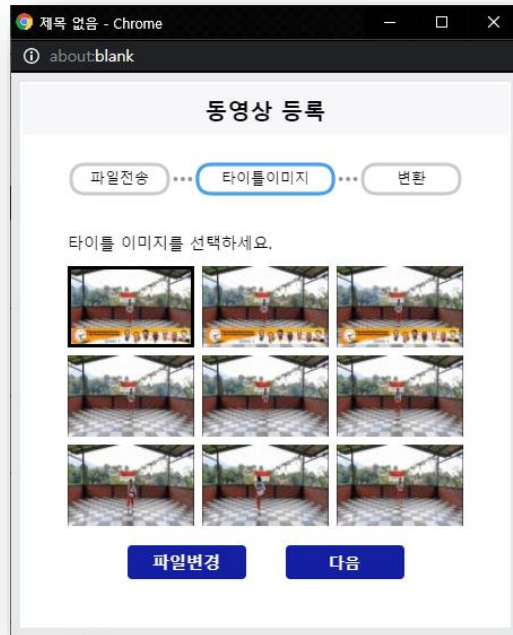 제목 없음 - Chrome
about:blank
동영상 등록
파일전송 ••• 타이틀이미지 ••• 변환
타이틀 이미지를 선택하세요.
파일변경 다음